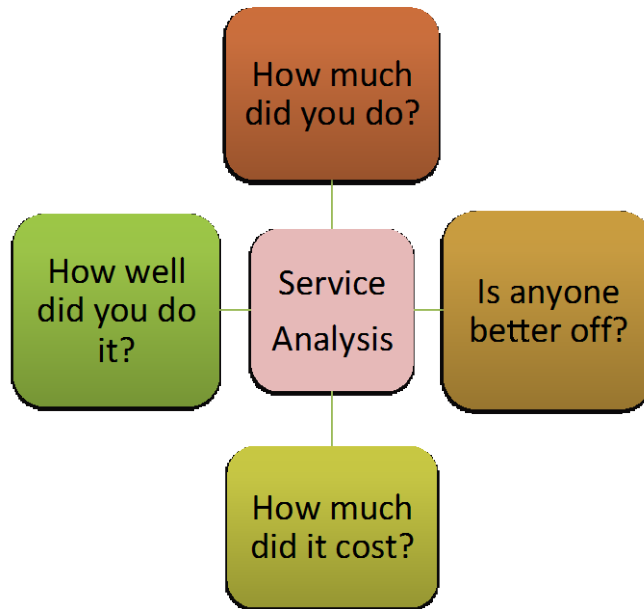 How much
did you do?
How well
did you do
it?
Service
Analysis
Is anyone
better off?
How much
did it cost?